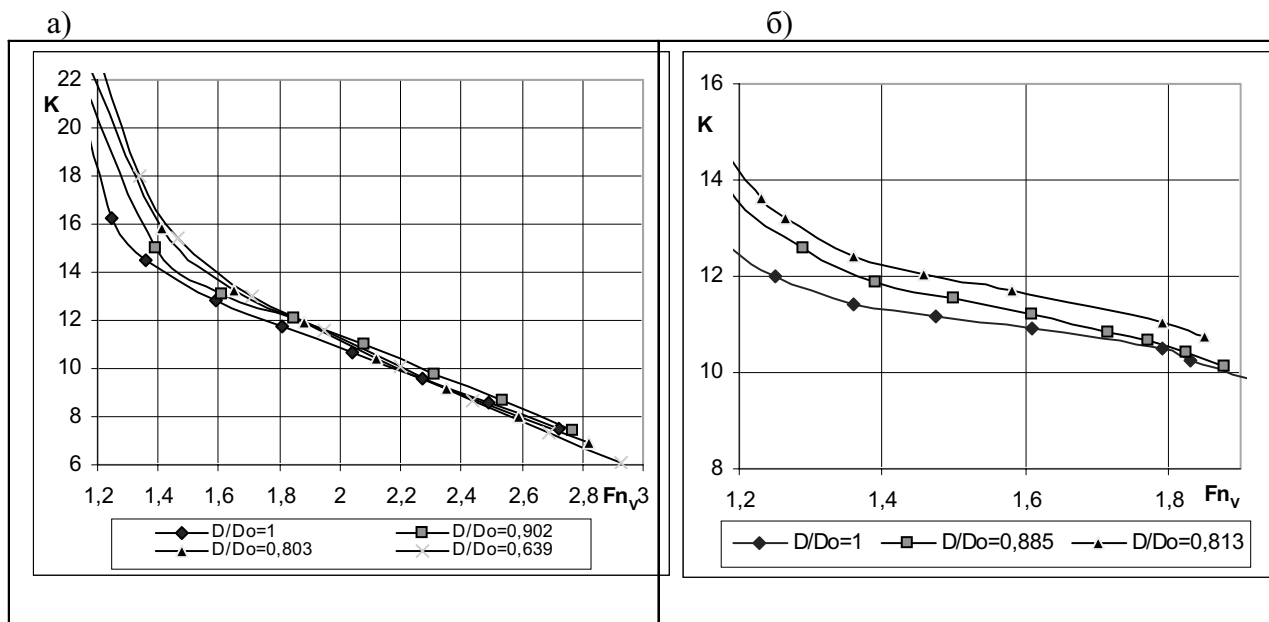 а) б)
22
K
20
18
16
14
12
10
8
6
1,2 1,4 1,6 1,8 2 2,2 2,4 2,6 2,8 3
Fnv
D/Do=1 D/Do=0,902
D/Do=0,803 D/Do=0,639
16
K
14
12
10
8
1,2 1,4 1,6 1,8 Fnv
D/Do=1 D/Do=0,885 D/Do=0,813